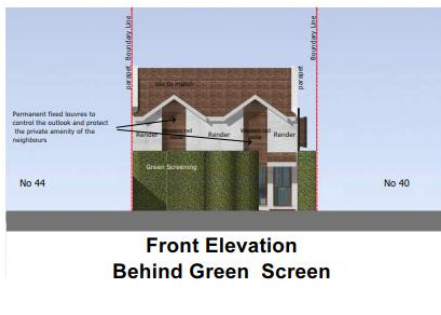 parapet Boundary Line
Boundary Line
parapet
tile to match
Permanent fixed louvres to
control the outlook and protect
the private amenity of the
neighbours
Render
Render
Render
Green Screening
No 44
No 40
Front Elevation
Behind Green Screen